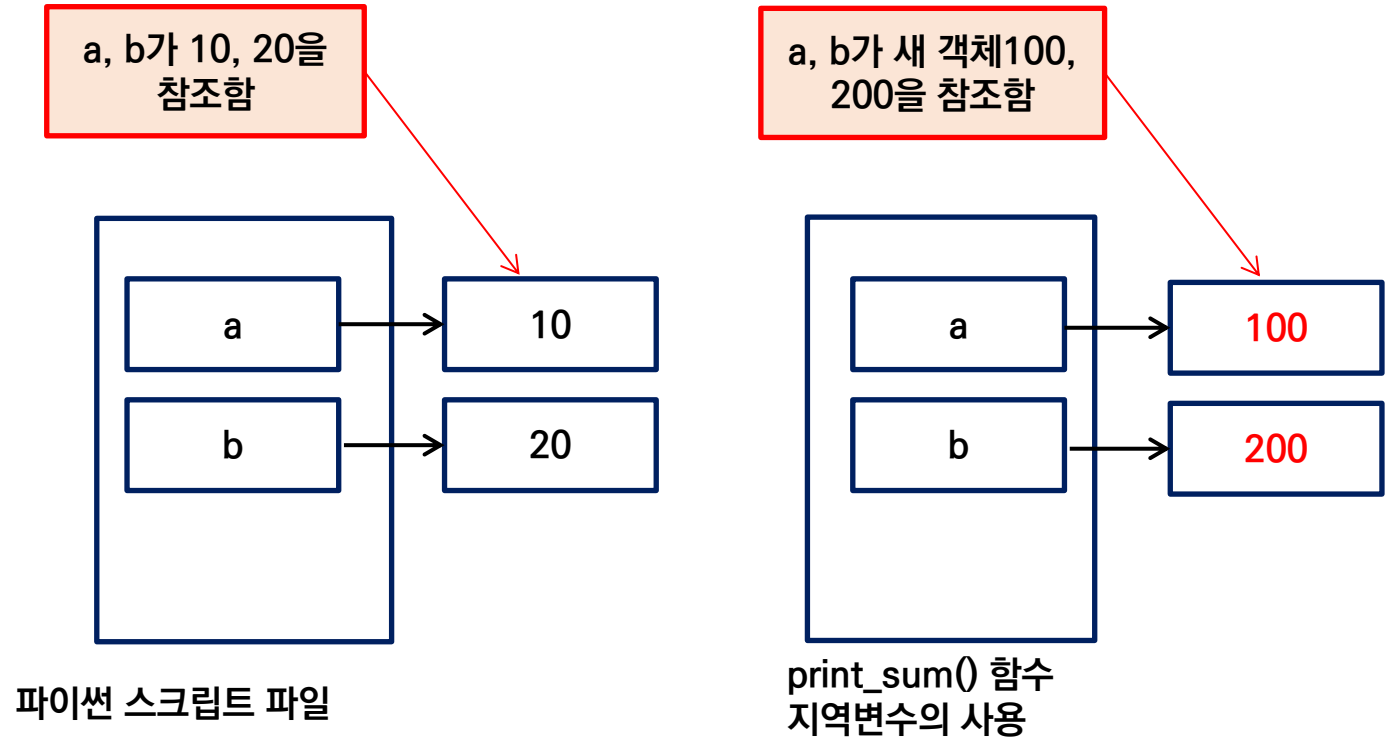 a, b가 10, 20을
참조함
a, b가 새 객체100,
200을 참조함
a
10
b
20
a
100
b
200
파이썬 스크립트 파일
print_sum() 함수
지역변수의 사용